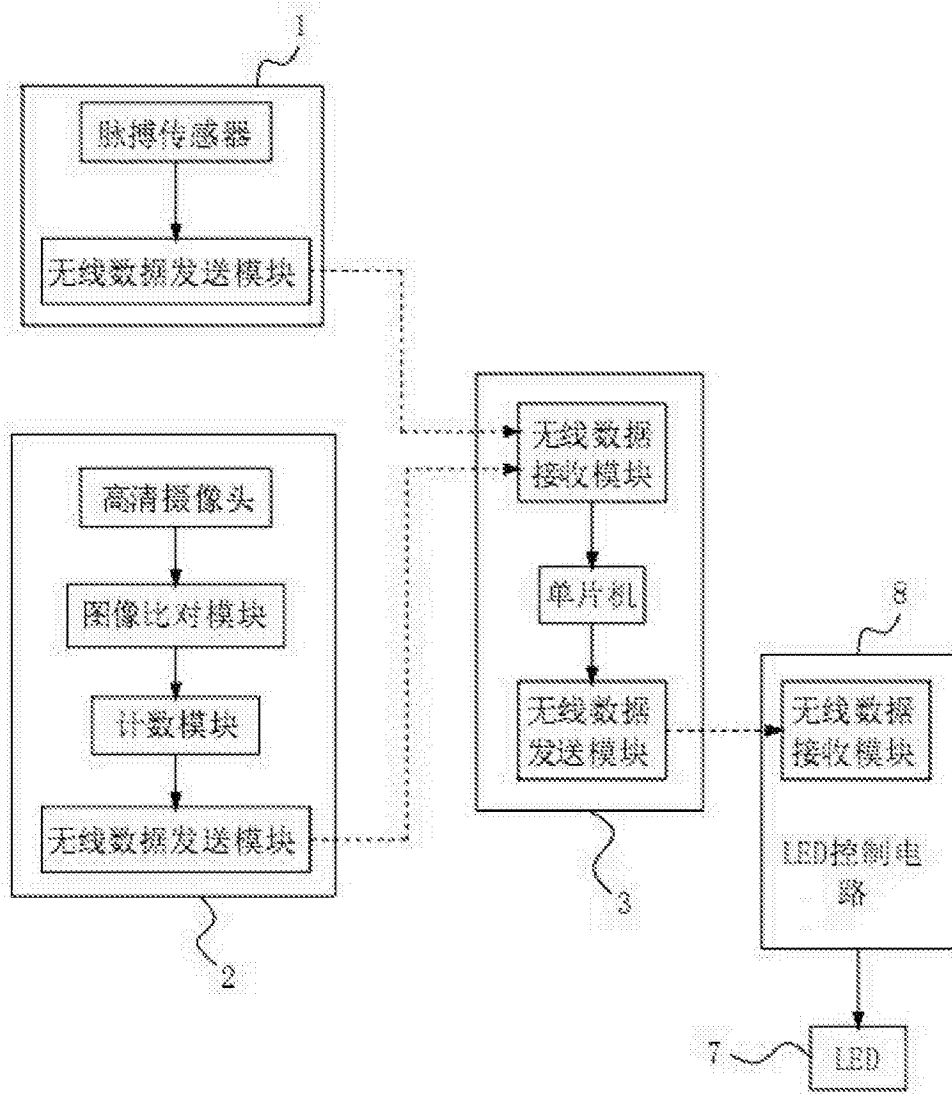 1
脉搏传感器
无线数据发送模块
高清摄像头
图像比对模块
计数模块
无线数据发送模块
2
无线数据
接收模块
单片机
无线数据
发送模块
3
8
无线数据
接收模块
LED控制电
路
7
LED